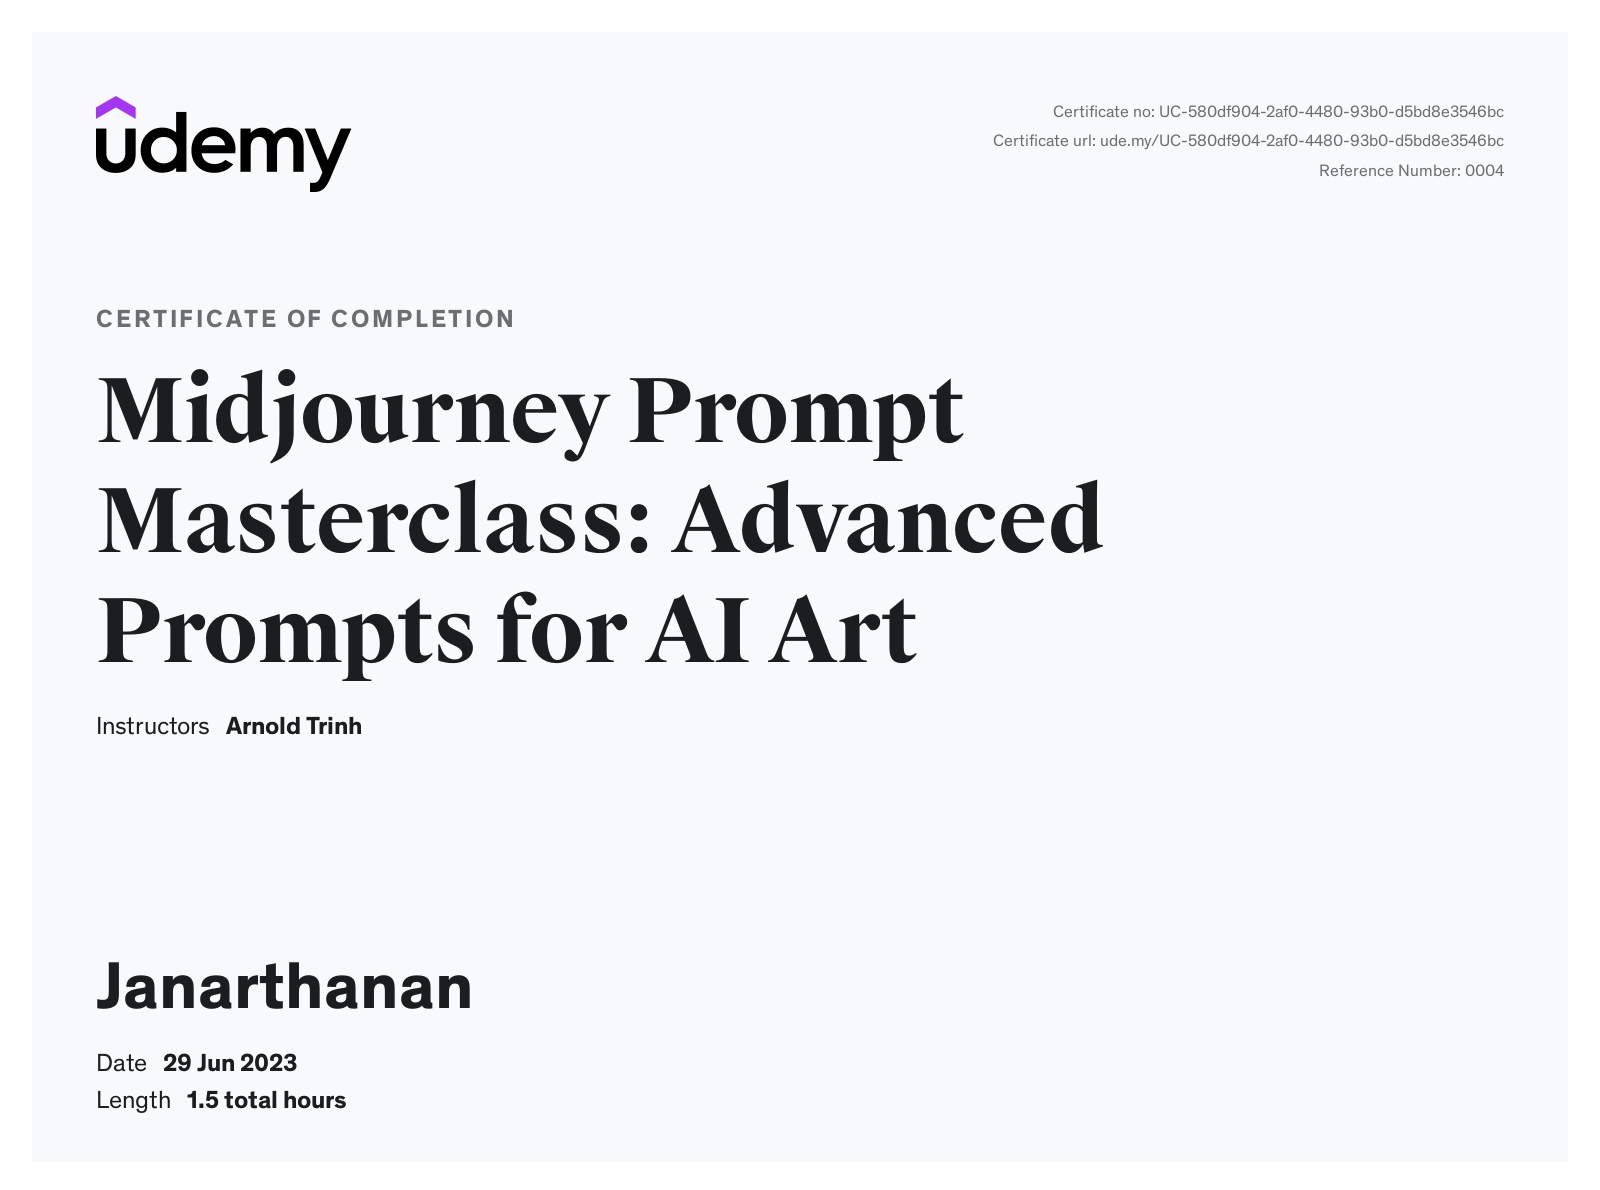 udemy
Certificate no: UC-580df904-2af0-4480-93b0-d5bd8e3546bc
Certificate url: ude.my/UC-580df904-2af0-4480-93b0-d5bd8e3546bc
Reference Number: 0004
CERTIFICATE OF COMPLETION
Midjourney Prompt
Masterclass: Advanced
Prompts for AI Art
Instructors Arnold Trinh
Janarthanan
Date 29 Jun 2023
Length 1.5 total hours